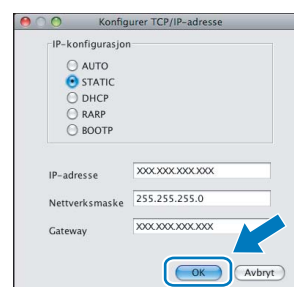 Konfigurer TCP/IP-adresse
IP-konfigurasjon
AUTO
STATIC
DHCP
RARP
BOOTP
IP-adresse XXX.XXX.XXX.XXX
Nettverksmaske 255.255.255.0
Gateway XXX.XXX.XXX.XXX
OK Avbryt